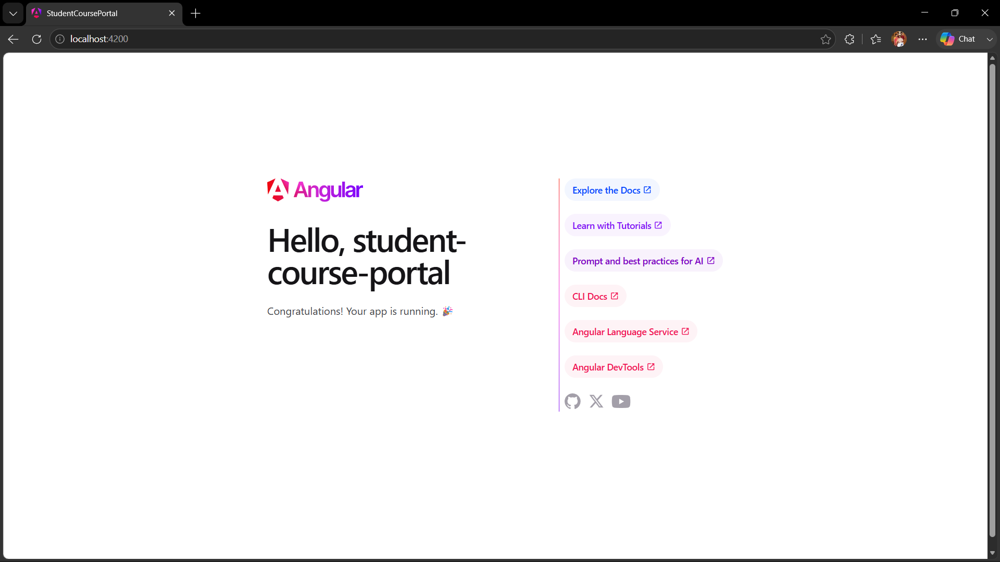 StudentCoursePortal
localhost:4200
Chat
Angular
Hello, student-
course-portal
Congratulations! Your app is running. 🎉
Explore the Docs
Learn with Tutorials
Prompt and best practices for AI
CLI Docs
Angular Language Service
Angular DevTools